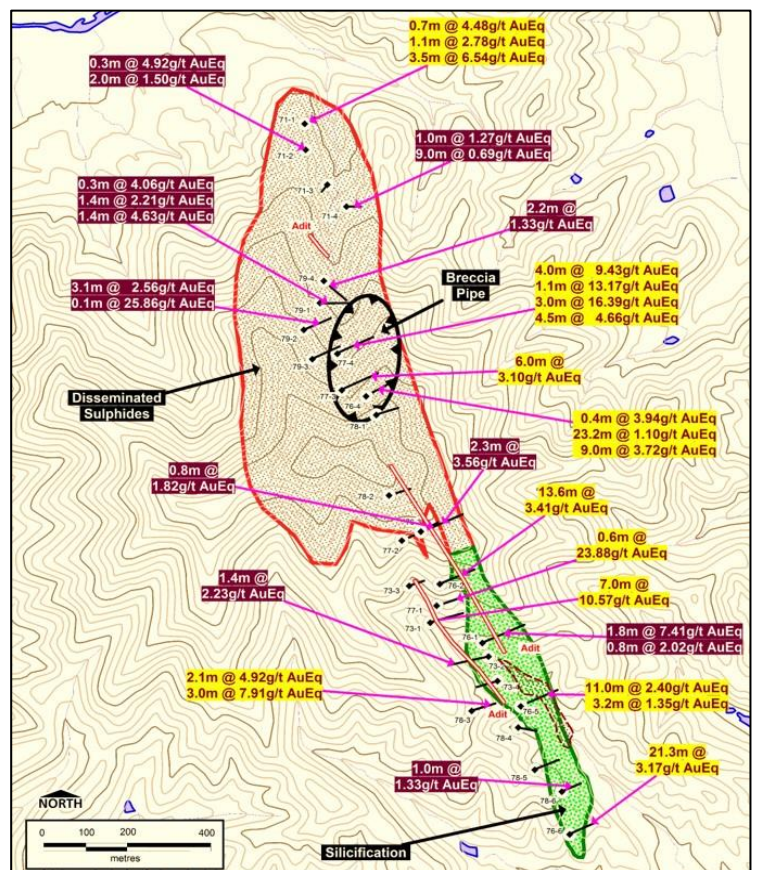 0.7m @ 4.48g/t AuEq
1.1m @ 2.78g/t AuEq
3.5m @ 6.54g/t AuEq
0.3m @ 4.92g/t AuEq
2.0m @ 1.50g/t AuEq
71-1
71-2
1.0m @ 1.27g/t AuEq
9.0m @ 0.69g/t AuEq
0.3m @ 4.06g/t AuEq
1.4m @ 2.21g/t AuEq
1.4m @ 4.63g/t AuEq
71-3
71-4
2.2m @
1.33g/t AuEq
Adit
79-4
Breccia
Pipe
4.0m @ 9.43g/t AuEq
1.1m @ 13.17g/t AuEq
3.0m @ 16.39g/t AuEq
4.5m @ 4.66g/t AuEq
3.1m @ 2.56g/t AuEq
0.1m @ 25.86g/t AuEq
79-1
79-2
79-3
77-4
6.0m @
3.10g/t AuEq
Disseminated
Sulphides
77-3
76-4
78-1
0.4m @ 3.94g/t AuEq
23.2m @ 1.10g/t AuEq
9.0m @ 3.72g/t AuEq
2.3m @
3.56g/t AuEq
0.8m @
1.82g/t AuEq
78-2
13.6m @
3.41g/t AuEq
77-2
0.6m @
23.88g/t AuEq
1.4m @
2.23g/t AuEq
73-3
76-2
77-1
73-1
7.0m @
10.57g/t AuEq
76-1
Adit
1.8m @ 7.41g/t AuEq
0.8m @ 2.02g/t AuEq
73-2
73-4
2.1m @ 4.92g/t AuEq
3.0m @ 7.91g/t AuEq
78-3
Adit
76-5
11.0m @ 2.40g/t AuEq
3.2m @ 1.35g/t AuEq
78-4
21.3m @
3.17g/t AuEq
1.0m @
1.33g/t AuEq
78-5
78-6
76-6
NORTH
0 100 200 400
metres
Silicification